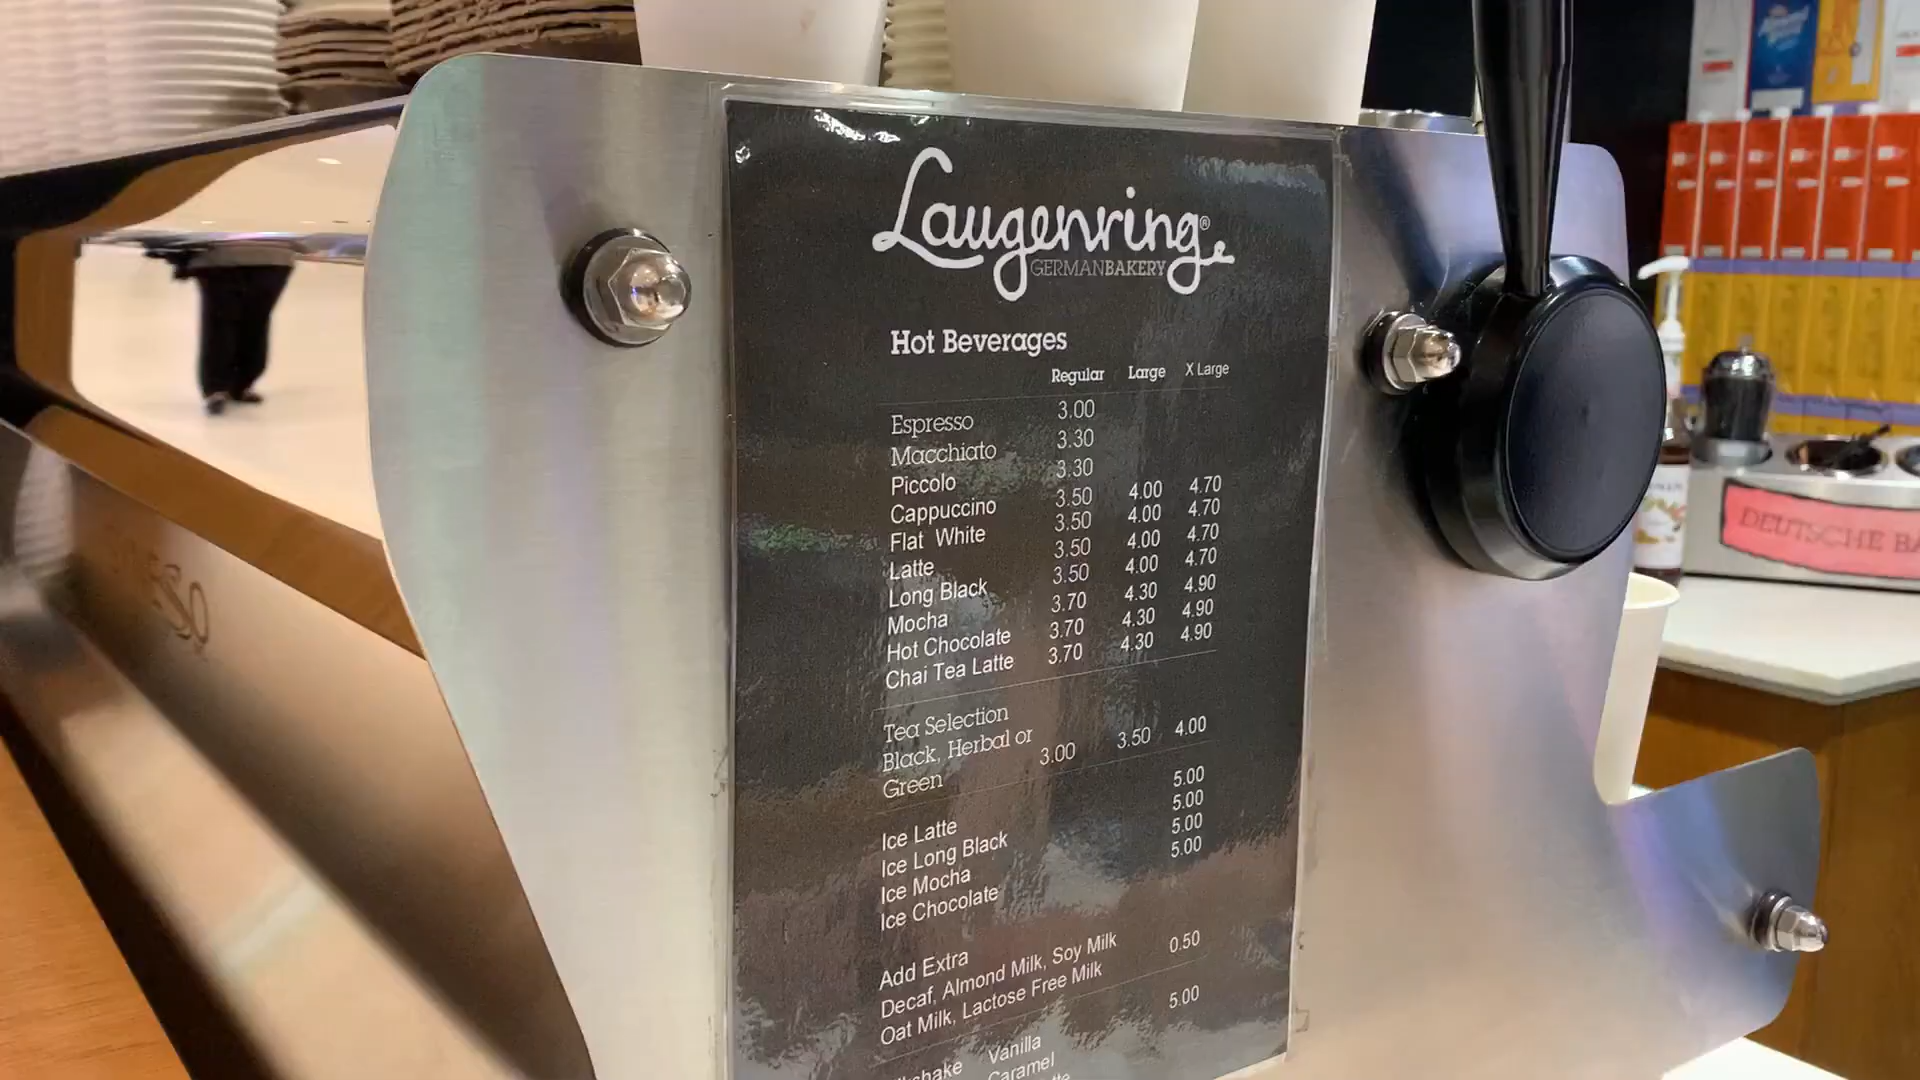 Laugenring®
GERMANBAKERY
Hot Beverages
Regular Large X Large
Espresso 3.00
Macchiato 3.30
Piccolo 3.30
Cappuccino 3.50 4.00 4.70
Flat White 3.50 4.00 4.70
Latte 3.50 4.00 4.70
Long Black 3.50 4.00 4.70
Mocha 3.70 4.30 4.90
Hot Chocolate 3.70 4.30 4.90
Chai Tea Latte 3.70 4.30 4.90
Tea Selection
Black, Herbal or 3.00 3.50 4.00
Green
Ice Latte 5.00
Ice Long Black 5.00
Ice Mocha 5.00
Ice Chocolate 5.00
Add Extra
Decaf, Almond Milk, Soy Milk 0.50
Oat Milk, Lactose Free Milk
5.00
Vanilla
Caramel
DEUTSCHE